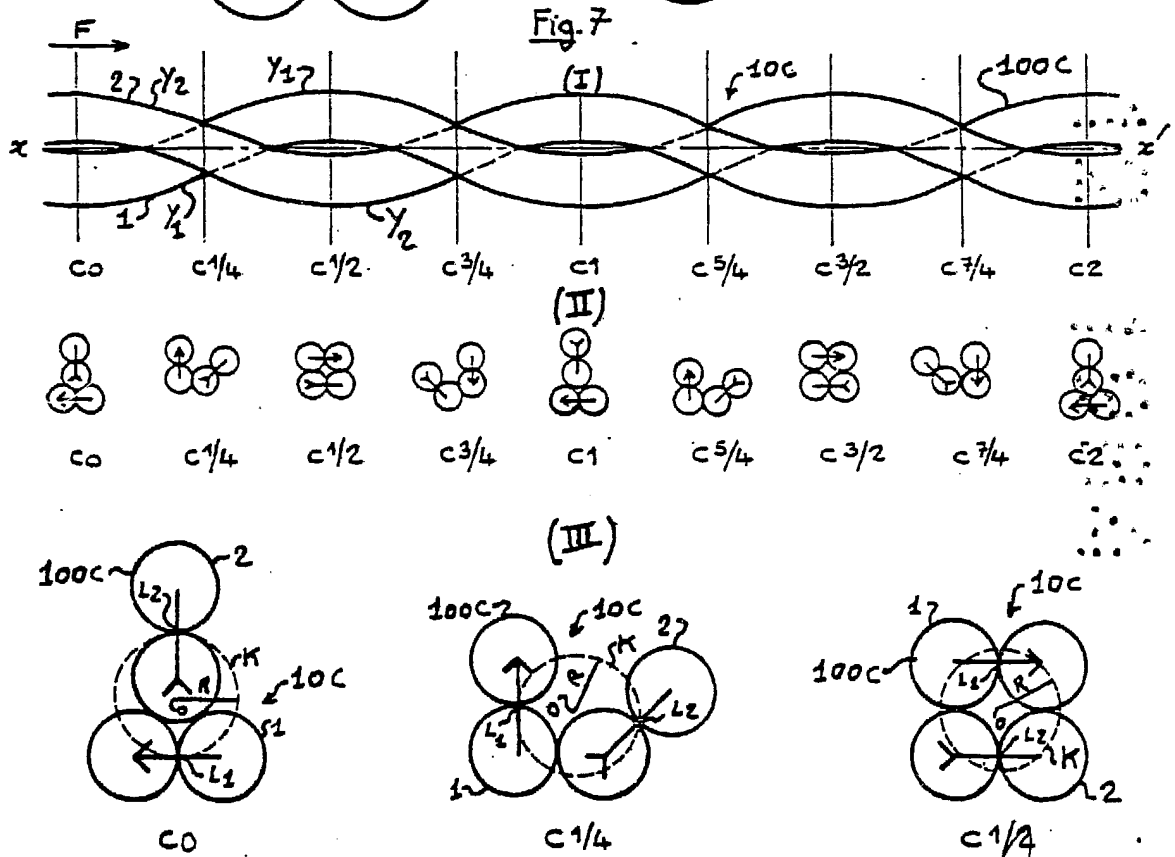 Fig. 7
F
2 Y2 Y1 (I) 10C 100C
x x'
1 Y1 Y2
C0 C1/4 C1/2 C3/4 C1 C5/4 C3/2 C7/4 C2
(II)
C0 C1/4 C1/2 C3/4 C1 C5/4 C3/2 C7/4 C2
(III)
100C 2 L2 K R O 10C 1 L1
100C 10C K 2 R O L1 L2 1
1 10C 100C L1 R O L2 K 2
C0 C1/4 C1/2